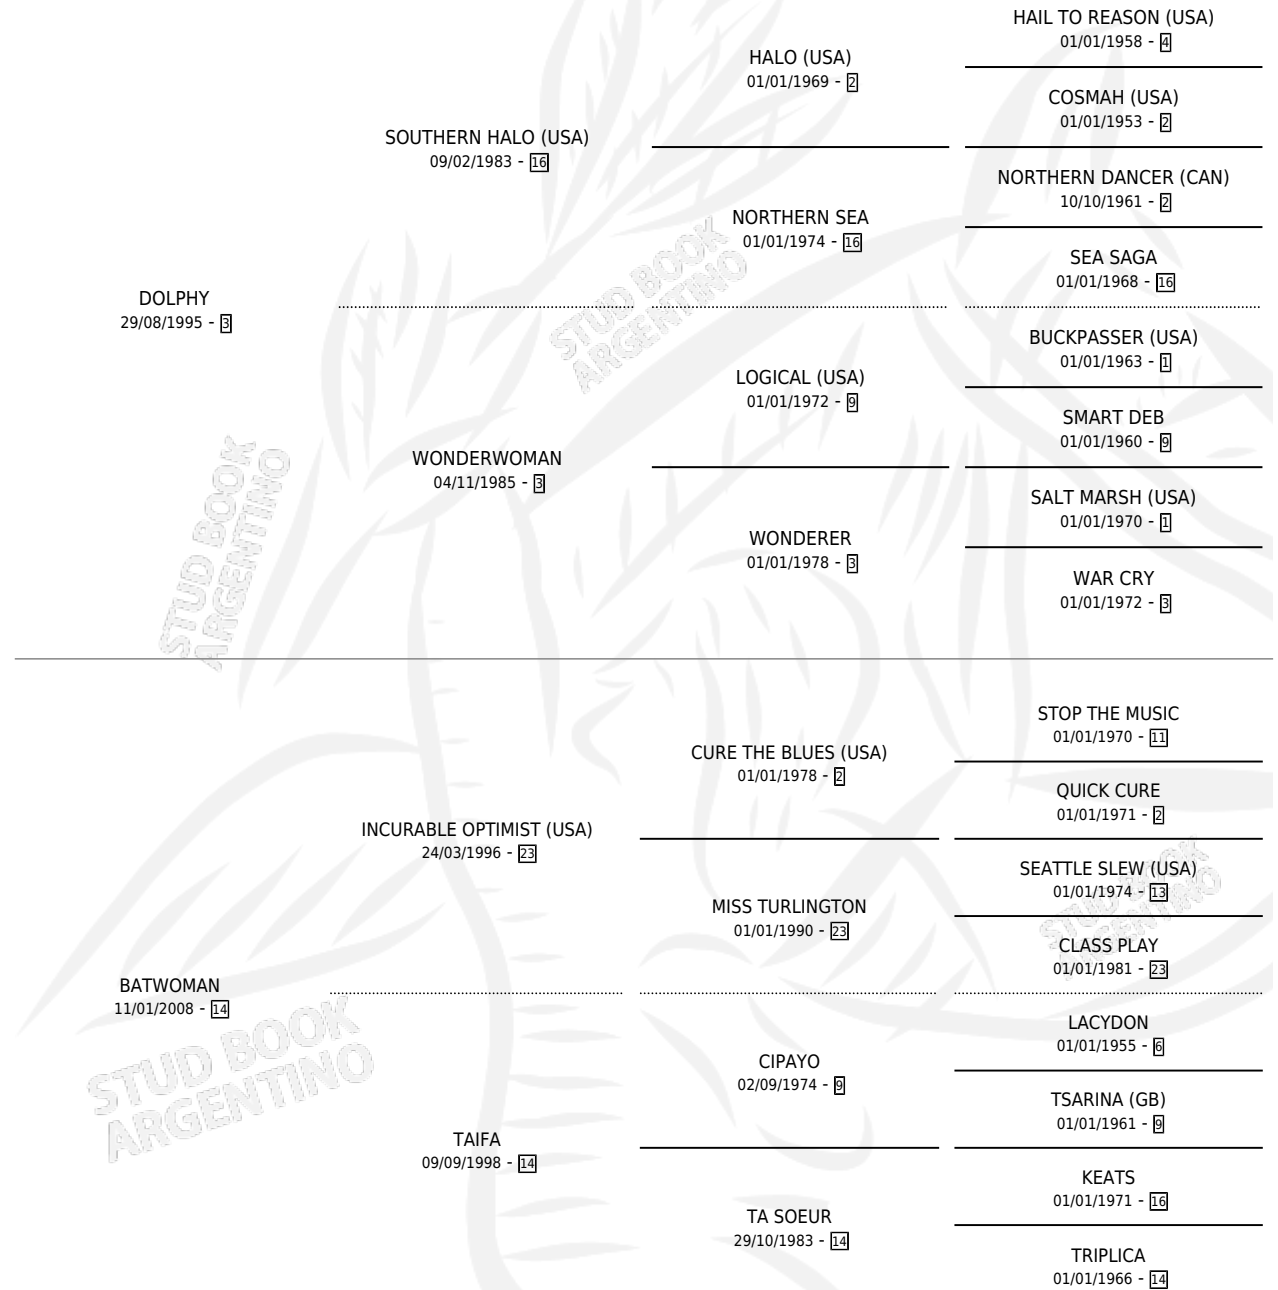 HAIL TO REASON (USA)
01/01/1958 - 4
HALO (USA)
01/01/1969 - 2
COSMAH (USA)
01/01/1953 - 2
SOUTHERN HALO (USA)
09/02/1983 - 16
NORTHERN DANCER (CAN)
10/10/1961 - 2
NORTHERN SEA
01/01/1974 - 16
SEA SAGA
01/01/1968 - 16
DOLPHY
29/08/1995 - 3
STUD BOOK
ARGENTINO
BUCKPASSER (USA)
01/01/1963 - 1
LOGICAL (USA)
01/01/1972 - 9
SMART DEB
01/01/1960 - 9
WONDERWOMAN
04/11/1985 - 3
SALT MARSH (USA)
01/01/1970 - 1
WONDERER
01/01/1978 - 3
WAR CRY
01/01/1972 - 3
STUD BOOK
ARGENTINO
STOP THE MUSIC
01/01/1970 - 11
CURE THE BLUES (USA)
01/01/1978 - 2
QUICK CURE
01/01/1971 - 2
INCURABLE OPTIMIST (USA)
24/03/1996 - 23
SEATTLE SLEW (USA)
01/01/1974 - 13
MISS TURLINGTON
01/01/1990 - 23
STUD BOOK
ARGENTINO
CLASS PLAY
01/01/1981 - 23
BATWOMAN
11/01/2008 - 14
LACYDON
01/01/1955 - 6
CIPAYO
02/09/1974 - 9
STUD BOOK
ARGENTINO
TSARINA (GB)
01/01/1961 - 9
TAIFA
09/09/1998 - 14
KEATS
01/01/1971 - 16
TA SOEUR
29/10/1983 - 14
TRIPLICA
01/01/1966 - 14